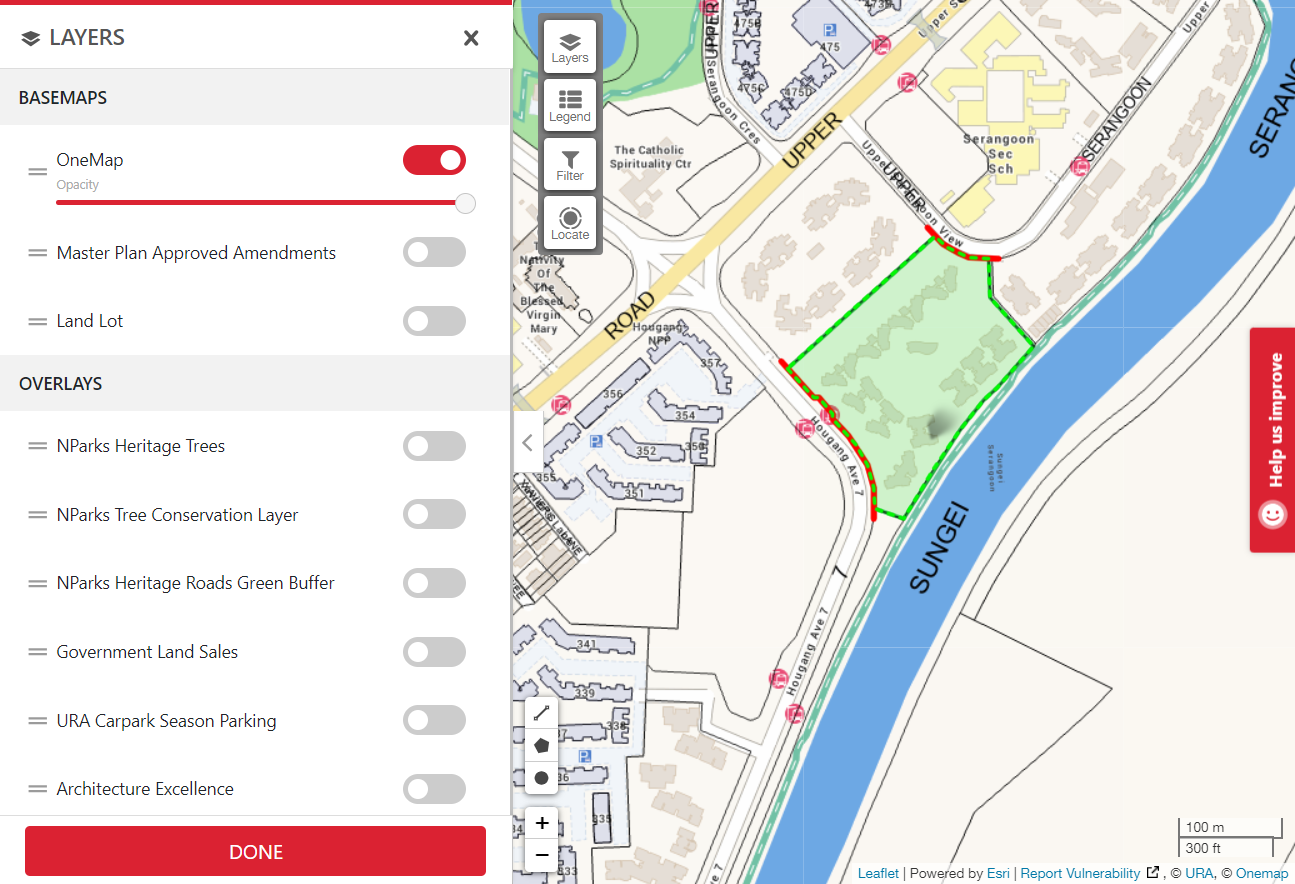 LAYERS
BASEMAPS
OneMap
Opacity
Master Plan Approved Amendments
Land Lot
OVERLAYS
NParks Heritage Trees
NParks Tree Conservation Layer
NParks Heritage Roads Green Buffer
Government Land Sales
URA Carpark Season Parking
Architecture Excellence
DONE
Layers
Legend
Filter
Locate
UPPER
475B
475
475C
475D
473B
Upper
Serangoon Cres
The Catholic
Spirituality Ctr
UPPER
Serangoon
Sec
Sch
SERANGOON
UPPER
Nativity
Of
The
Blessed
Virgin
Mary
ROAD
Hougang
NPP
357
356
354
352
350
355
351
Hougang Ave 7
Sungei
Serangoon
SUNGEI
7
Hougang Ave 7
341
339
338
336
335
333
Help us improve
+
−
100 m
300 ft
Leaflet | Powered by Esri | Report Vulnerability , © URA, © Onemap